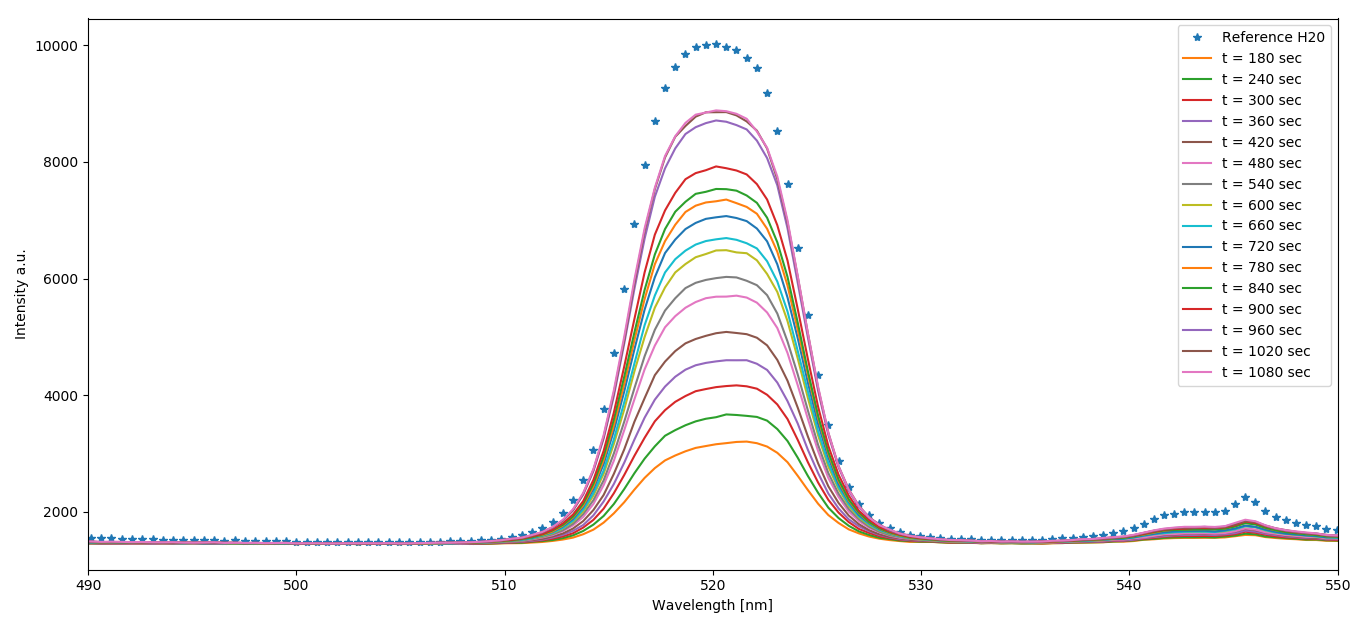 10000
8000
6000
4000
2000
Intensity a.u.
Reference H20
t = 180 sec
t = 240 sec
t = 300 sec
t = 360 sec
t = 420 sec
t = 480 sec
t = 540 sec
t = 600 sec
t = 660 sec
t = 720 sec
t = 780 sec
t = 840 sec
t = 900 sec
t = 960 sec
t = 1020 sec
t = 1080 sec
490 500 510 520 530 540 550
Wavelength [nm]